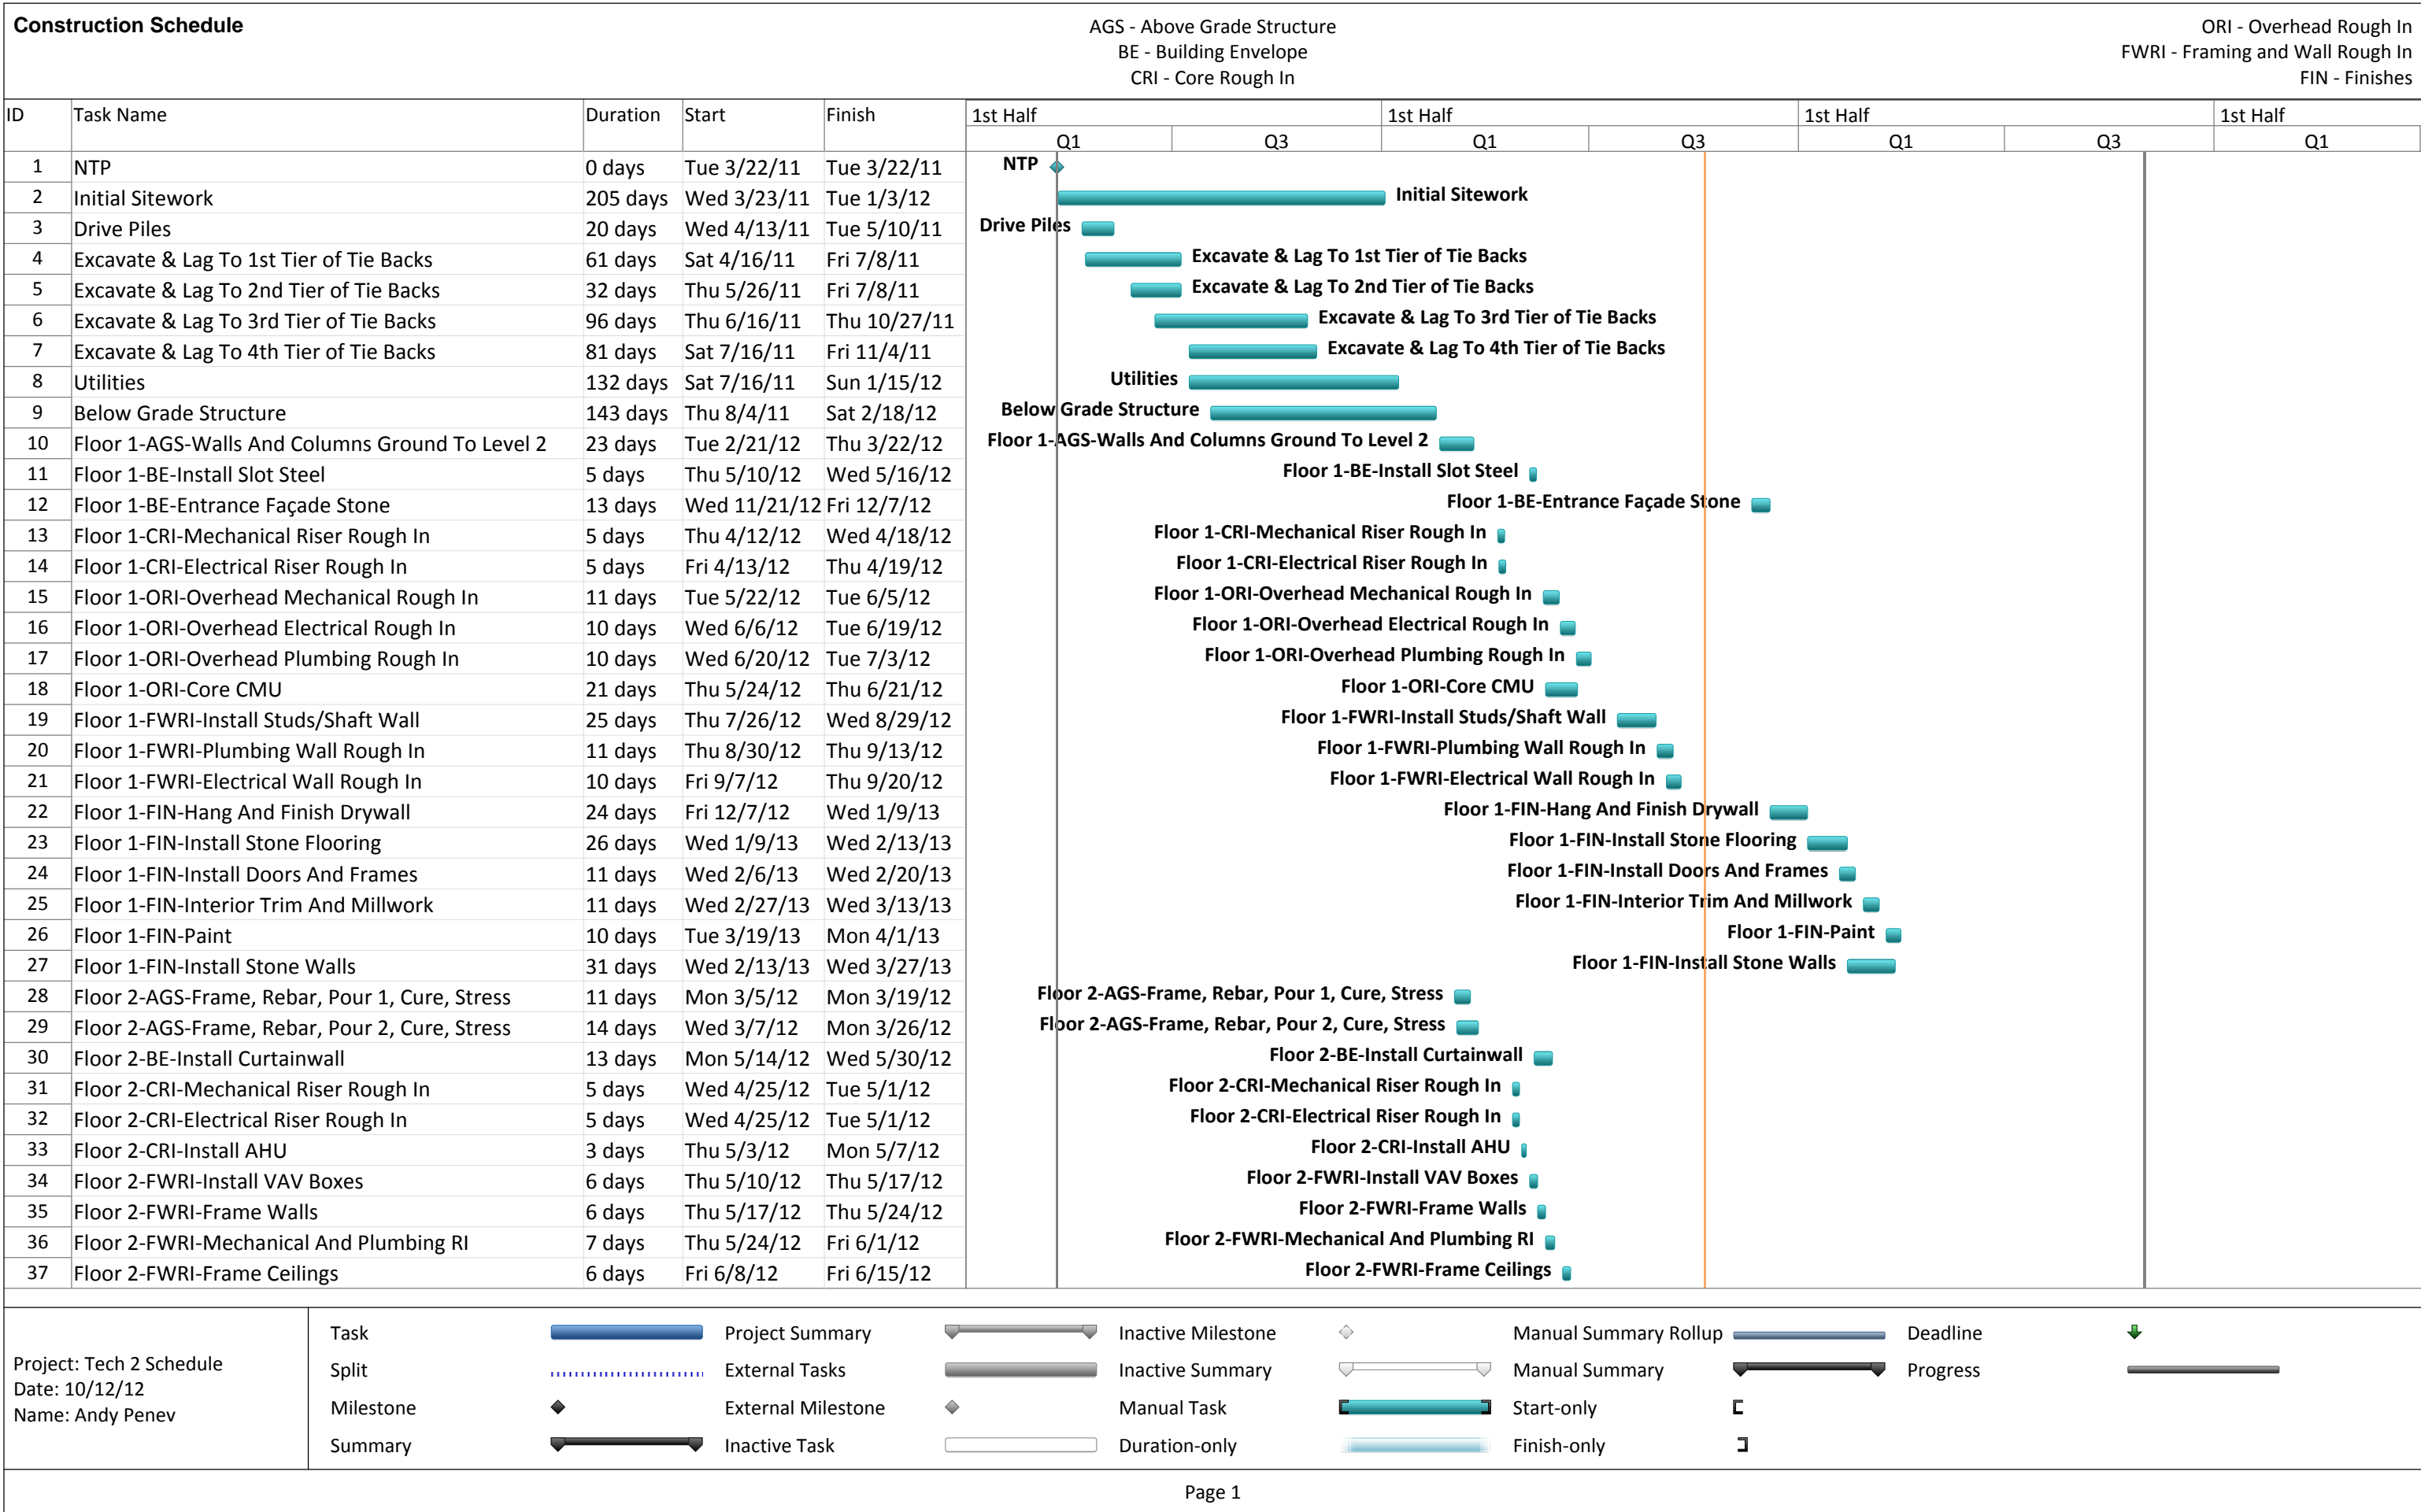 Construction Schedule
AGS - Above Grade Structure
BE - Building Envelope
CRI - Core Rough In
ORI - Overhead Rough In
FWRI - Framing and Wall Rough In
FIN - Finishes
ID Task Name Duration Start Finish 1st Half 1st Half 1st Half 1st Half
Q1 Q3 Q1 Q3 Q1 Q3 Q1
1 NTP 0 days Tue 3/22/11 Tue 3/22/11 NTP
2 Initial Sitework 205 days Wed 3/23/11 Tue 1/3/12 Initial Sitework
3 Drive Piles 20 days Wed 4/13/11 Tue 5/10/11 Drive Piles
4 Excavate & Lag To 1st Tier of Tie Backs 61 days Sat 4/16/11 Fri 7/8/11 Excavate & Lag To 1st Tier of Tie Backs
5 Excavate & Lag To 2nd Tier of Tie Backs 32 days Thu 5/26/11 Fri 7/8/11 Excavate & Lag To 2nd Tier of Tie Backs
6 Excavate & Lag To 3rd Tier of Tie Backs 96 days Thu 6/16/11 Thu 10/27/11 Excavate & Lag To 3rd Tier of Tie Backs
7 Excavate & Lag To 4th Tier of Tie Backs 81 days Sat 7/16/11 Fri 11/4/11 Excavate & Lag To 4th Tier of Tie Backs
8 Utilities 132 days Sat 7/16/11 Sun 1/15/12 Utilities
9 Below Grade Structure 143 days Thu 8/4/11 Sat 2/18/12 Below Grade Structure
10 Floor 1-AGS-Walls And Columns Ground To Level 2 23 days Tue 2/21/12 Thu 3/22/12 Floor 1-AGS-Walls And Columns Ground To Level 2
11 Floor 1-BE-Install Slot Steel 5 days Thu 5/10/12 Wed 5/16/12 Floor 1-BE-Install Slot Steel
12 Floor 1-BE-Entrance Façade Stone 13 days Wed 11/21/12 Fri 12/7/12 Floor 1-BE-Entrance Façade Stone
13 Floor 1-CRI-Mechanical Riser Rough In 5 days Thu 4/12/12 Wed 4/18/12 Floor 1-CRI-Mechanical Riser Rough In
14 Floor 1-CRI-Electrical Riser Rough In 5 days Fri 4/13/12 Thu 4/19/12 Floor 1-CRI-Electrical Riser Rough In
15 Floor 1-ORI-Overhead Mechanical Rough In 11 days Tue 5/22/12 Tue 6/5/12 Floor 1-ORI-Overhead Mechanical Rough In
16 Floor 1-ORI-Overhead Electrical Rough In 10 days Wed 6/6/12 Tue 6/19/12 Floor 1-ORI-Overhead Electrical Rough In
17 Floor 1-ORI-Overhead Plumbing Rough In 10 days Wed 6/20/12 Tue 7/3/12 Floor 1-ORI-Overhead Plumbing Rough In
18 Floor 1-ORI-Core CMU 21 days Thu 5/24/12 Thu 6/21/12 Floor 1-ORI-Core CMU
19 Floor 1-FWRI-Install Studs/Shaft Wall 25 days Thu 7/26/12 Wed 8/29/12 Floor 1-FWRI-Install Studs/Shaft Wall
20 Floor 1-FWRI-Plumbing Wall Rough In 11 days Thu 8/30/12 Thu 9/13/12 Floor 1-FWRI-Plumbing Wall Rough In
21 Floor 1-FWRI-Electrical Wall Rough In 10 days Fri 9/7/12 Thu 9/20/12 Floor 1-FWRI-Electrical Wall Rough In
22 Floor 1-FIN-Hang And Finish Drywall 24 days Fri 12/7/12 Wed 1/9/13 Floor 1-FIN-Hang And Finish Drywall
23 Floor 1-FIN-Install Stone Flooring 26 days Wed 1/9/13 Wed 2/13/13 Floor 1-FIN-Install Stone Flooring
24 Floor 1-FIN-Install Doors And Frames 11 days Wed 2/6/13 Wed 2/20/13 Floor 1-FIN-Install Doors And Frames
25 Floor 1-FIN-Interior Trim And Millwork 11 days Wed 2/27/13 Wed 3/13/13 Floor 1-FIN-Interior Trim And Millwork
26 Floor 1-FIN-Paint 10 days Tue 3/19/13 Mon 4/1/13 Floor 1-FIN-Paint
27 Floor 1-FIN-Install Stone Walls 31 days Wed 2/13/13 Wed 3/27/13 Floor 1-FIN-Install Stone Walls
28 Floor 2-AGS-Frame, Rebar, Pour 1, Cure, Stress 11 days Mon 3/5/12 Mon 3/19/12 Floor 2-AGS-Frame, Rebar, Pour 1, Cure, Stress
29 Floor 2-AGS-Frame, Rebar, Pour 2, Cure, Stress 14 days Wed 3/7/12 Mon 3/26/12 Floor 2-AGS-Frame, Rebar, Pour 2, Cure, Stress
30 Floor 2-BE-Install Curtainwall 13 days Mon 5/14/12 Wed 5/30/12 Floor 2-BE-Install Curtainwall
31 Floor 2-CRI-Mechanical Riser Rough In 5 days Wed 4/25/12 Tue 5/1/12 Floor 2-CRI-Mechanical Riser Rough In
32 Floor 2-CRI-Electrical Riser Rough In 5 days Wed 4/25/12 Tue 5/1/12 Floor 2-CRI-Electrical Riser Rough In
33 Floor 2-CRI-Install AHU 3 days Thu 5/3/12 Mon 5/7/12 Floor 2-CRI-Install AHU
34 Floor 2-FWRI-Install VAV Boxes 6 days Thu 5/10/12 Thu 5/17/12 Floor 2-FWRI-Install VAV Boxes
35 Floor 2-FWRI-Frame Walls 6 days Thu 5/17/12 Thu 5/24/12 Floor 2-FWRI-Frame Walls
36 Floor 2-FWRI-Mechanical And Plumbing RI 7 days Thu 5/24/12 Fri 6/1/12 Floor 2-FWRI-Mechanical And Plumbing RI
37 Floor 2-FWRI-Frame Ceilings 6 days Fri 6/8/12 Fri 6/15/12 Floor 2-FWRI-Frame Ceilings
Project: Tech 2 Schedule
Date: 10/12/12
Name: Andy Penev
Task Project Summary Inactive Milestone Manual Summary Rollup Deadline
Split External Tasks Inactive Summary Manual Summary Progress
Milestone External Milestone Manual Task Start-only
Summary Inactive Task Duration-only Finish-only
Page 1